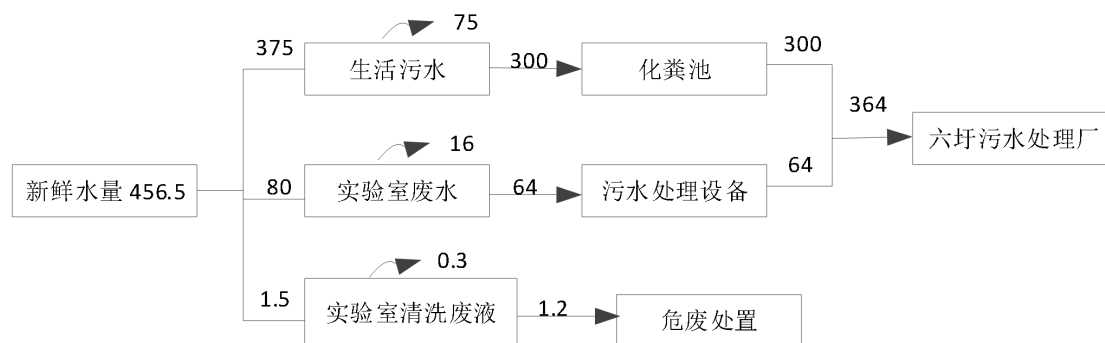 75
375
生活污水
300
化粪池
300
364
六圩污水处理厂
16
新鲜水量 456.5
80
实验室废水
64
污水处理设备
64
0.3
1.5
实验室清洗废液
1.2
危废处置